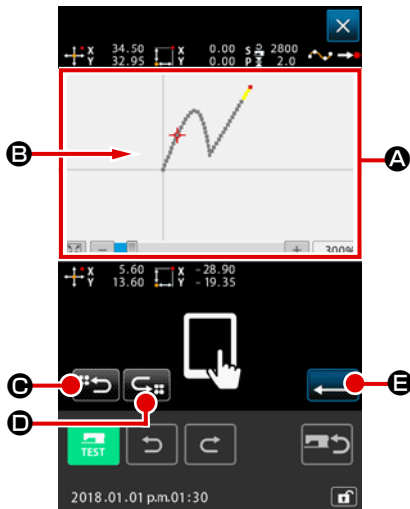 X 34.50 X 0.00 S 2800
Y 32.95 Y 0.00 P 2.0
A
B
300%
X 5.60 X -28.90
Y 13.60 Y -19.35
C
E
D
TEST
2018.01.01 p.m.01:30